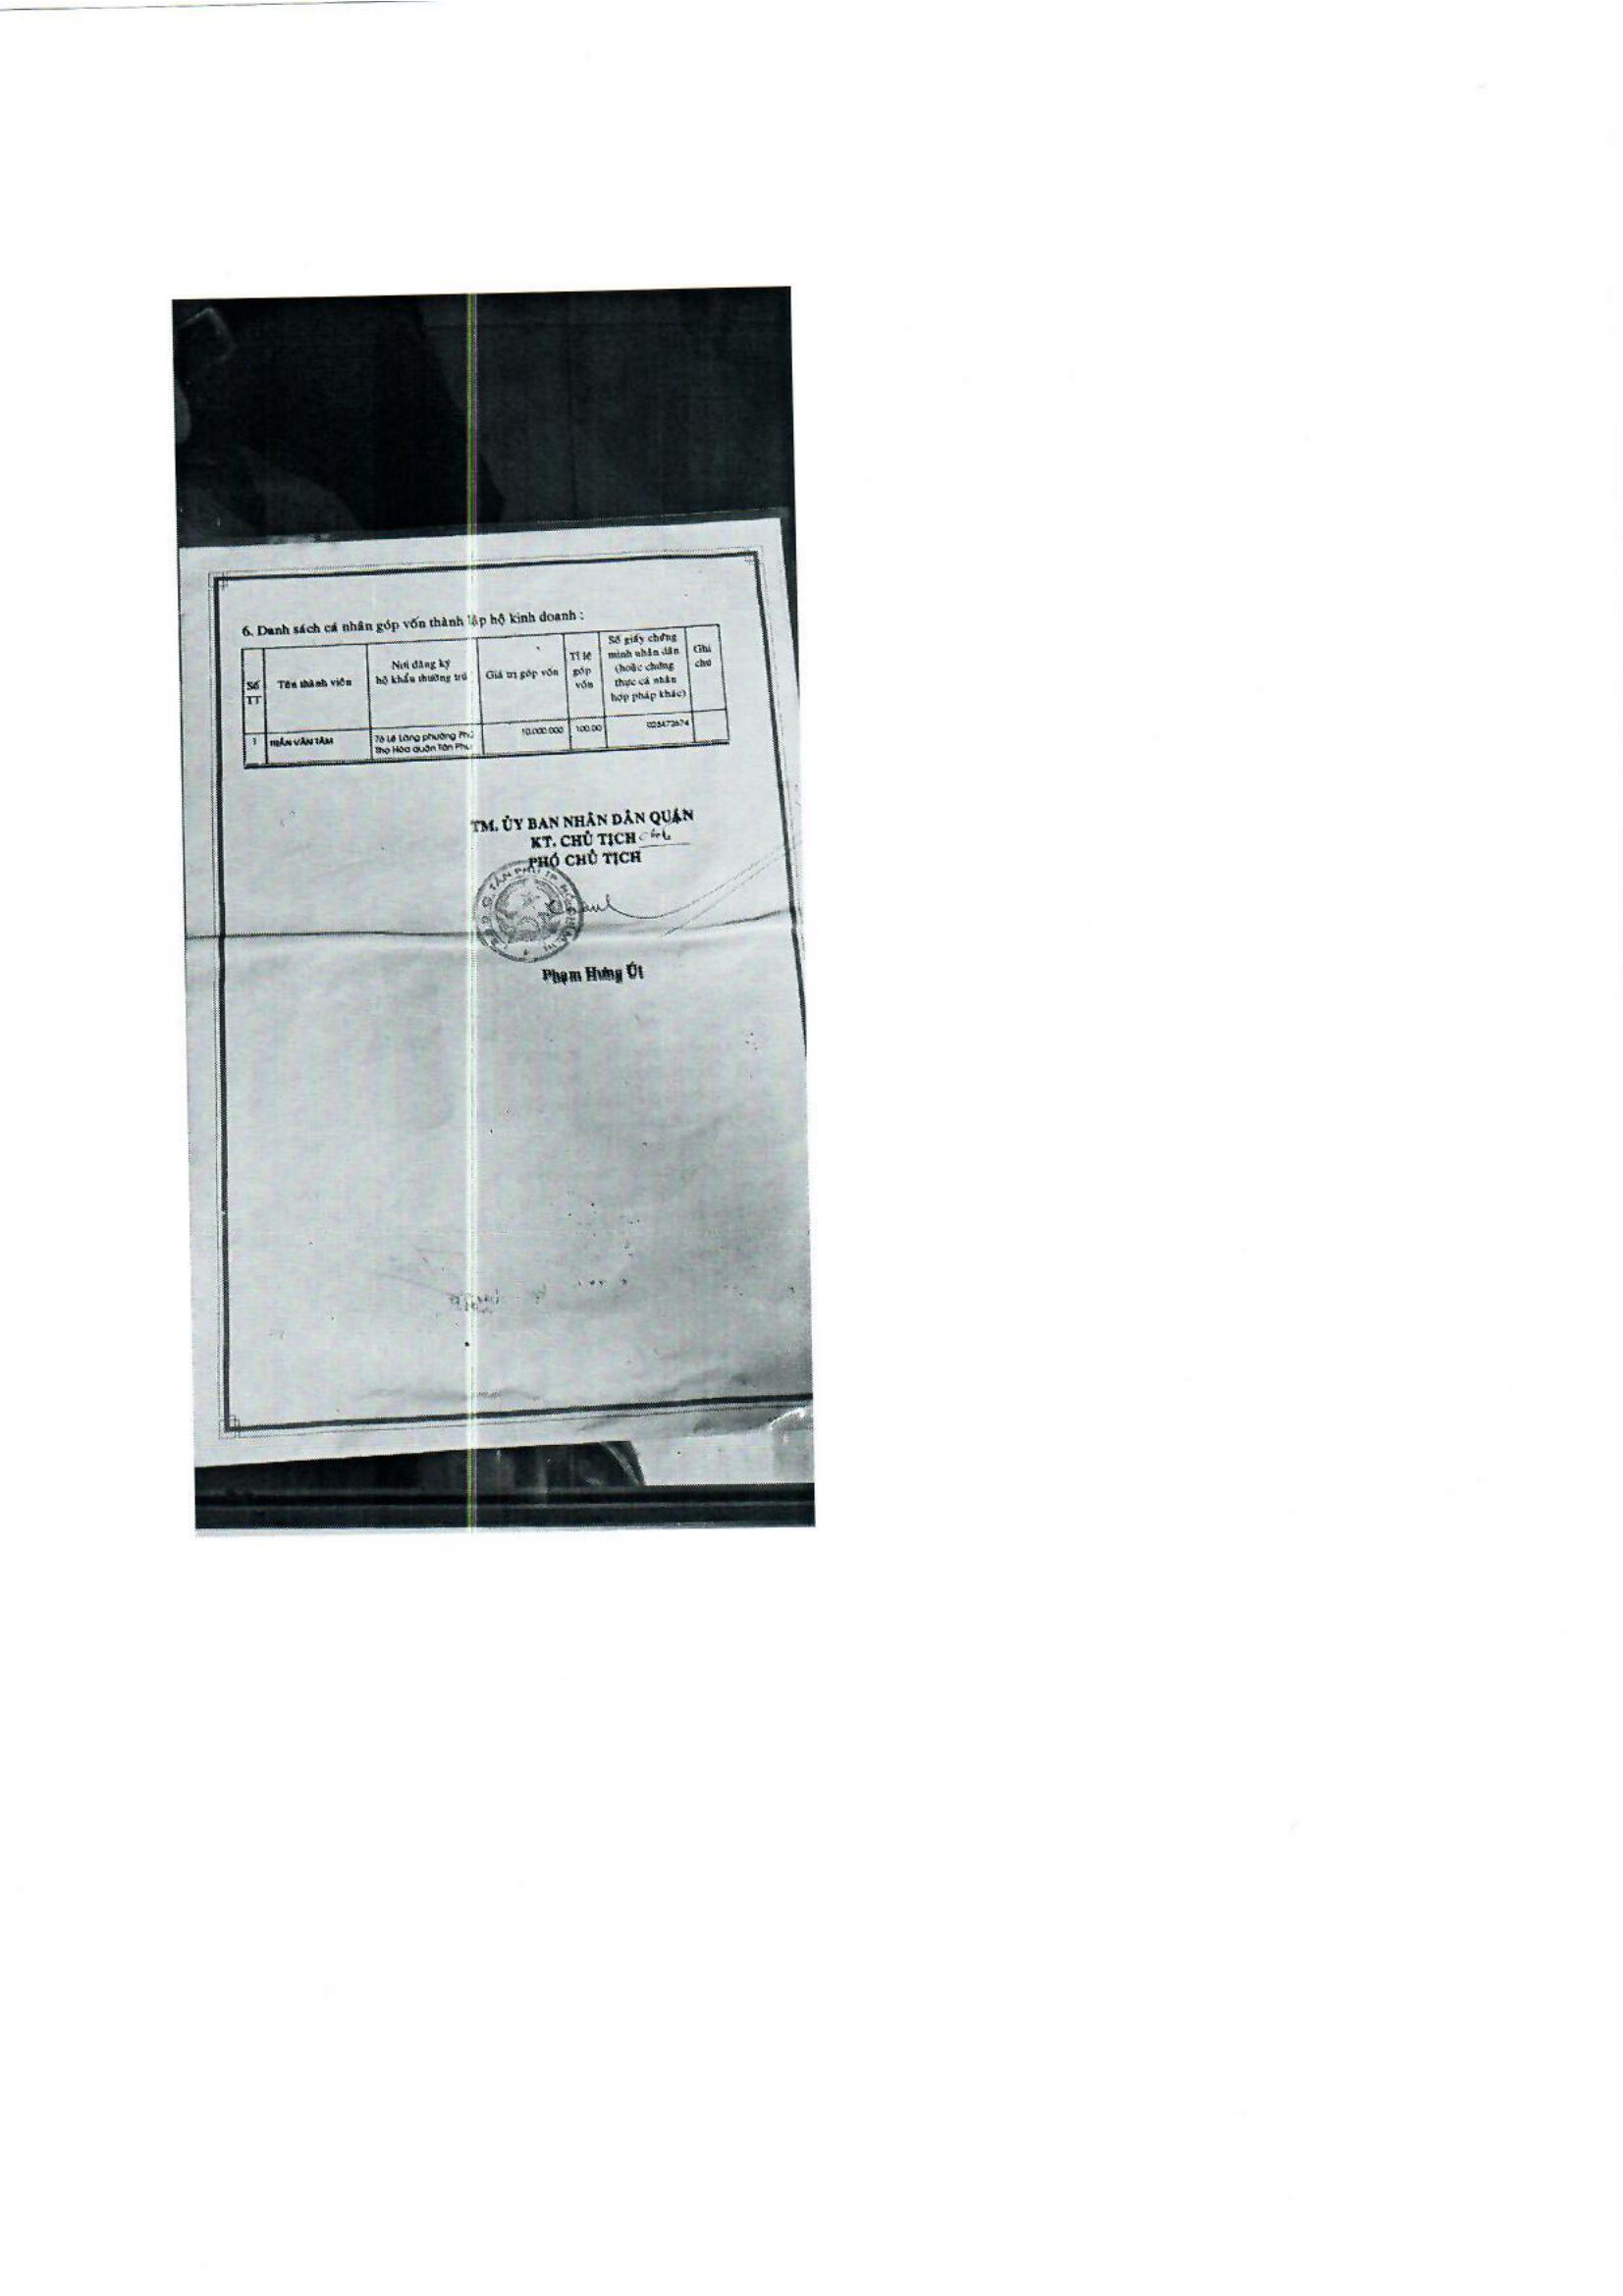 6. Danh sách cá nhân góp vốn thành lập hộ kinh doanh :
Số TT
Tên thành viên
Nơi đăng ký
hộ khẩu thường trú
Giá trị góp vốn
Tỉ lệ
góp
vốn
Số giấy chứng
minh nhân dân
(hoặc chứng
thực cá nhân
hợp pháp khác)
Ghi
chú
1
TRẦN VĂN TÂM
76 Lê Lăng phường Phú
Thọ Hòa quận Tân Phú
10.000.000
100.00
TM. ỦY BAN NHÂN DÂN QUẬN
KT. CHỦ TỊCH
PHÓ CHỦ TỊCH
Phạm Hưng Út